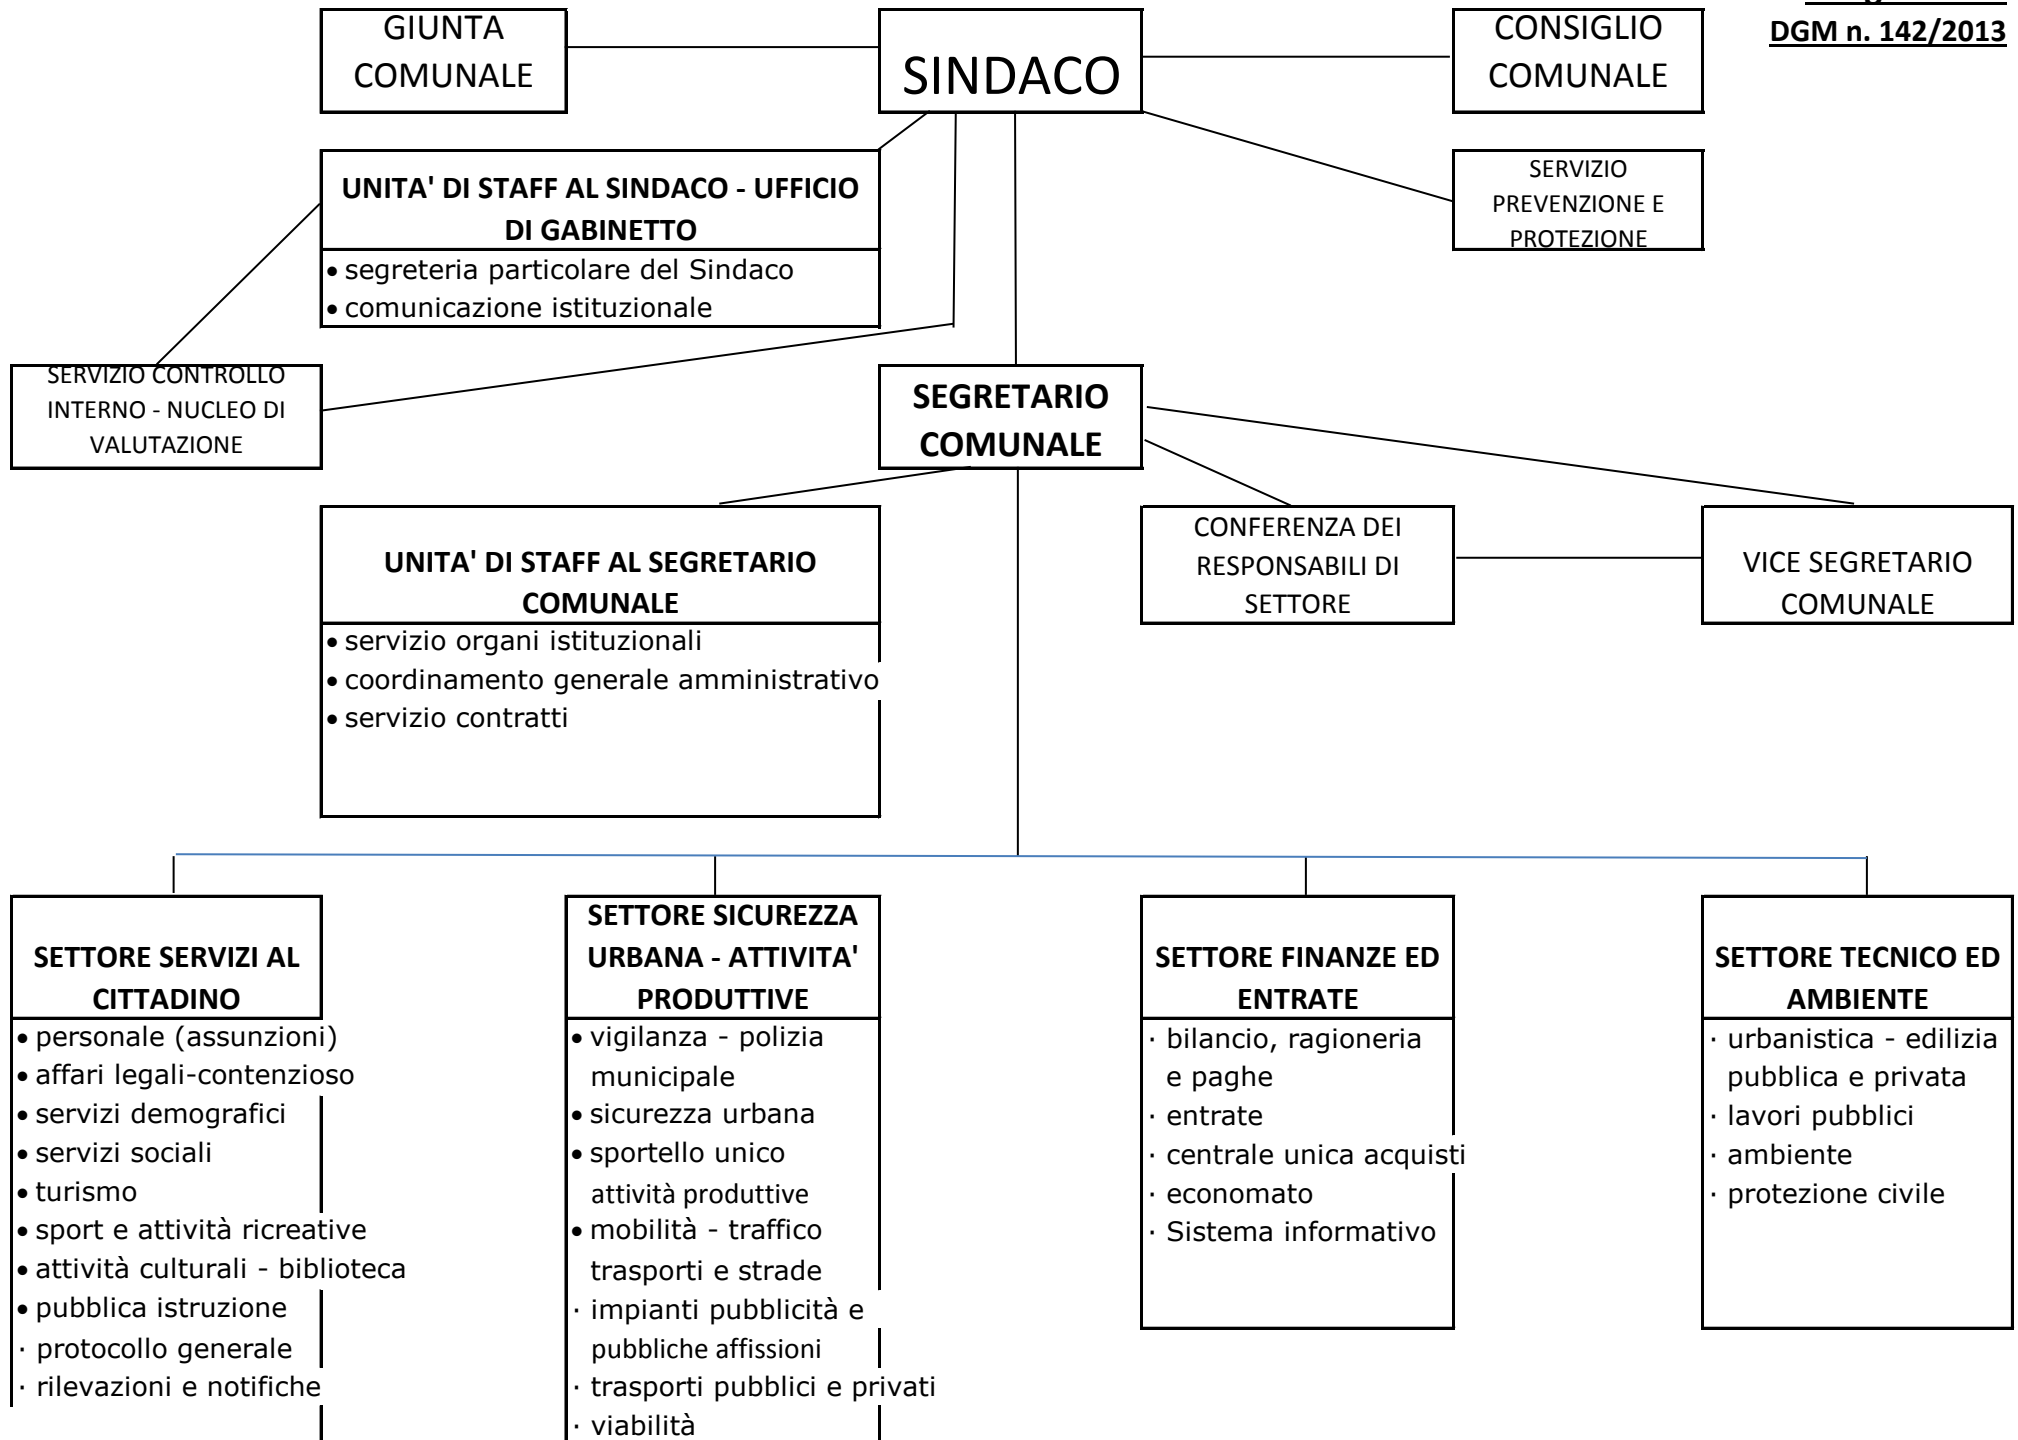 DGM n. 142/2013
GIUNTA
COMUNALE
SINDACO
CONSIGLIO
COMUNALE
UNITA' DI STAFF AL SINDACO - UFFICIO
DI GABINETTO
• segreteria particolare del Sindaco
• comunicazione istituzionale
SERVIZIO
PREVENZIONE E
PROTEZIONE
SERVIZIO CONTROLLO
INTERNO - NUCLEO DI
VALUTAZIONE
SEGRETARIO
COMUNALE
UNITA' DI STAFF AL SEGRETARIO
COMUNALE
• servizio organi istituzionali
• coordinamento generale amministrativo
• servizio contratti
CONFERENZA DEI
RESPONSABILI DI
SETTORE
VICE SEGRETARIO
COMUNALE
SETTORE SERVIZI AL
CITTADINO
• personale (assunzioni)
• affari legali-contenzioso
• servizi demografici
• servizi sociali
• turismo
• sport e attività ricreative
• attività culturali - biblioteca
• pubblica istruzione
· protocollo generale
· rilevazioni e notifiche
SETTORE SICUREZZA
URBANA - ATTIVITA'
PRODUTTIVE
• vigilanza - polizia
municipale
• sicurezza urbana
• sportello unico
attività produttive
• mobilità - traffico
trasporti e strade
· impianti pubblicità e
pubbliche affissioni
· trasporti pubblici e privati
· viabilità
SETTORE FINANZE ED
ENTRATE
· bilancio, ragioneria
e paghe
· entrate
· centrale unica acquisti
· economato
· Sistema informativo
SETTORE TECNICO ED
AMBIENTE
· urbanistica - edilizia
pubblica e privata
· lavori pubblici
· ambiente
· protezione civile